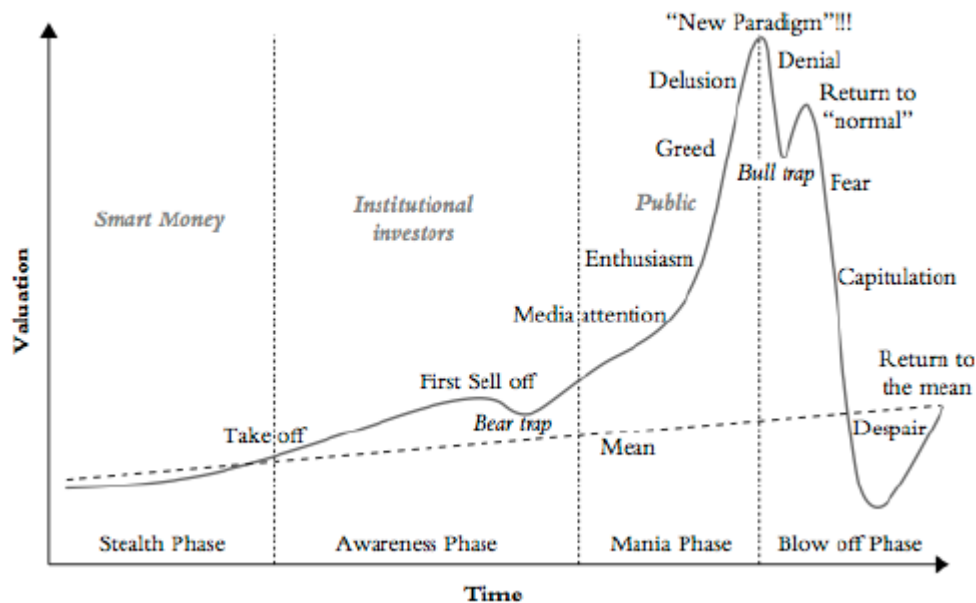 “New Paradigm”!!!
Denial
Delusion
Return to
“normal”
Greed
Bull trap
Fear
Smart Money
Institutional
investors
Public
Enthusiasm
Capitulation
Media attention
Valuation
First Sell off
Return to
the mean
Bear trap
Take off
Despair
Mean
Stealth Phase
Awareness Phase
Mania Phase
Blow off Phase
Time